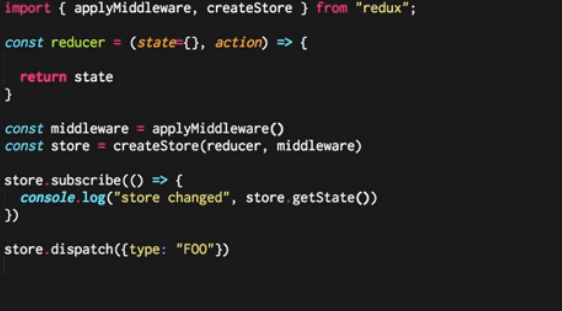 import { applyMiddleware, createStore } from "redux";
const reducer = (state={}, action) => {
return state
}
const middleware = applyMiddleware()
const store = createStore(reducer, middleware)
store.subscribe(() => {
console.log("store changed", store.getState())
})
store.dispatch({type: "FOO"})